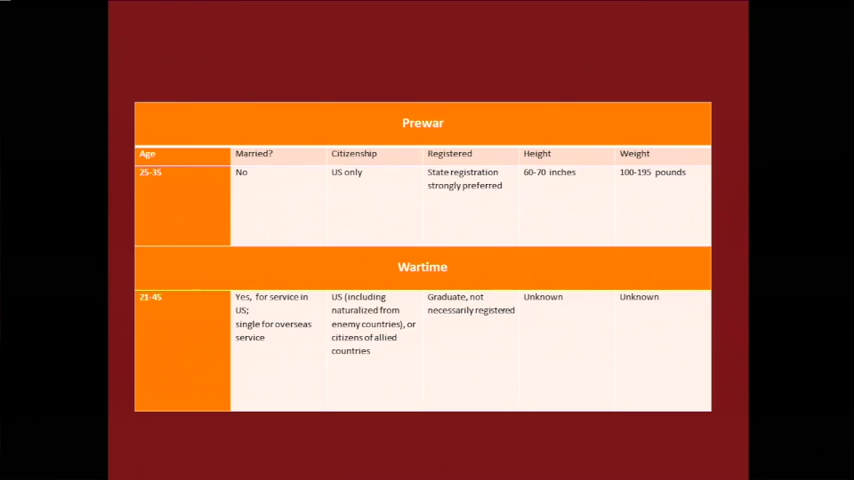 Prewar
Age Married? Citizenship Registered Height Weight
25-35 No US only State registration 60-70 inches 100-195 pounds
strongly preferred
Wartime
21-45 Yes, for service in US (including Graduate, not Unknown Unknown
US; naturalized from necessarily registered
single for overseas enemy countries), or
service citizens of allied
countries